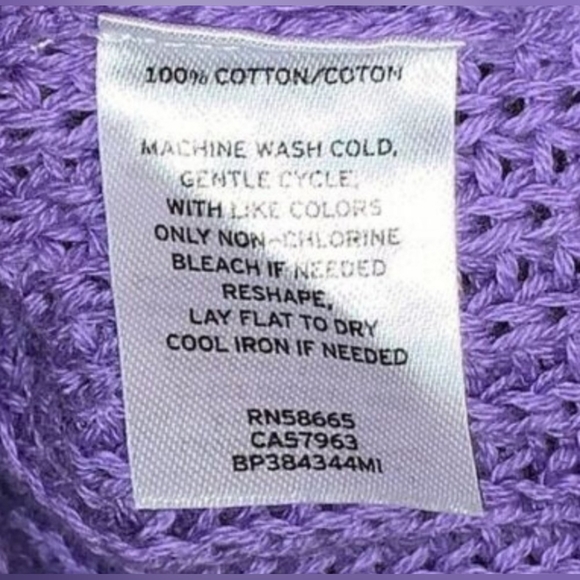 100% COTTON/COTON
MACHINE WASH COLD,
GENTLE CYCLE,
WITH LIKE COLORS
ONLY NON-CHLORINE
BLEACH IF NEEDED
RESHAPE,
LAY FLAT TO DRY
COOL IRON IF NEEDED
RN58665
CA57963
BP384344MI